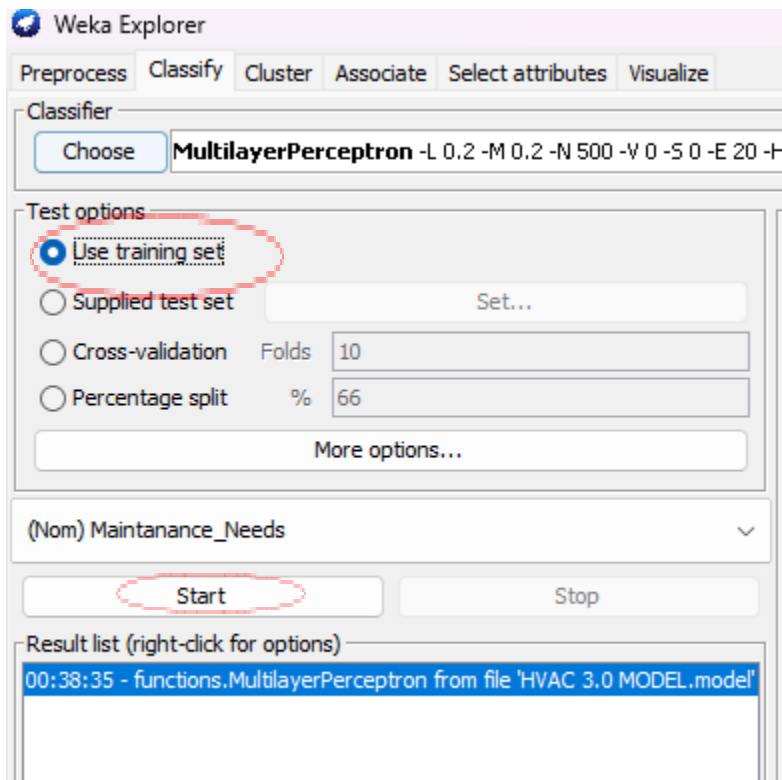 Weka Explorer
Preprocess Classify Cluster Associate Select attributes Visualize
Classifier
Choose MultilayerPerceptron -L 0.2 -M 0.2 -N 500 -V 0 -S 0 -E 20 -H
Test options
Use training set
Supplied test set Set...
Cross-validation Folds 10
Percentage split % 66
More options...
(Nom) Maintanance_Needs
Start Stop
Result list (right-click for options)
00:38:35 - functions.MultilayerPerceptron from file 'HVAC 3.0 MODEL.model'